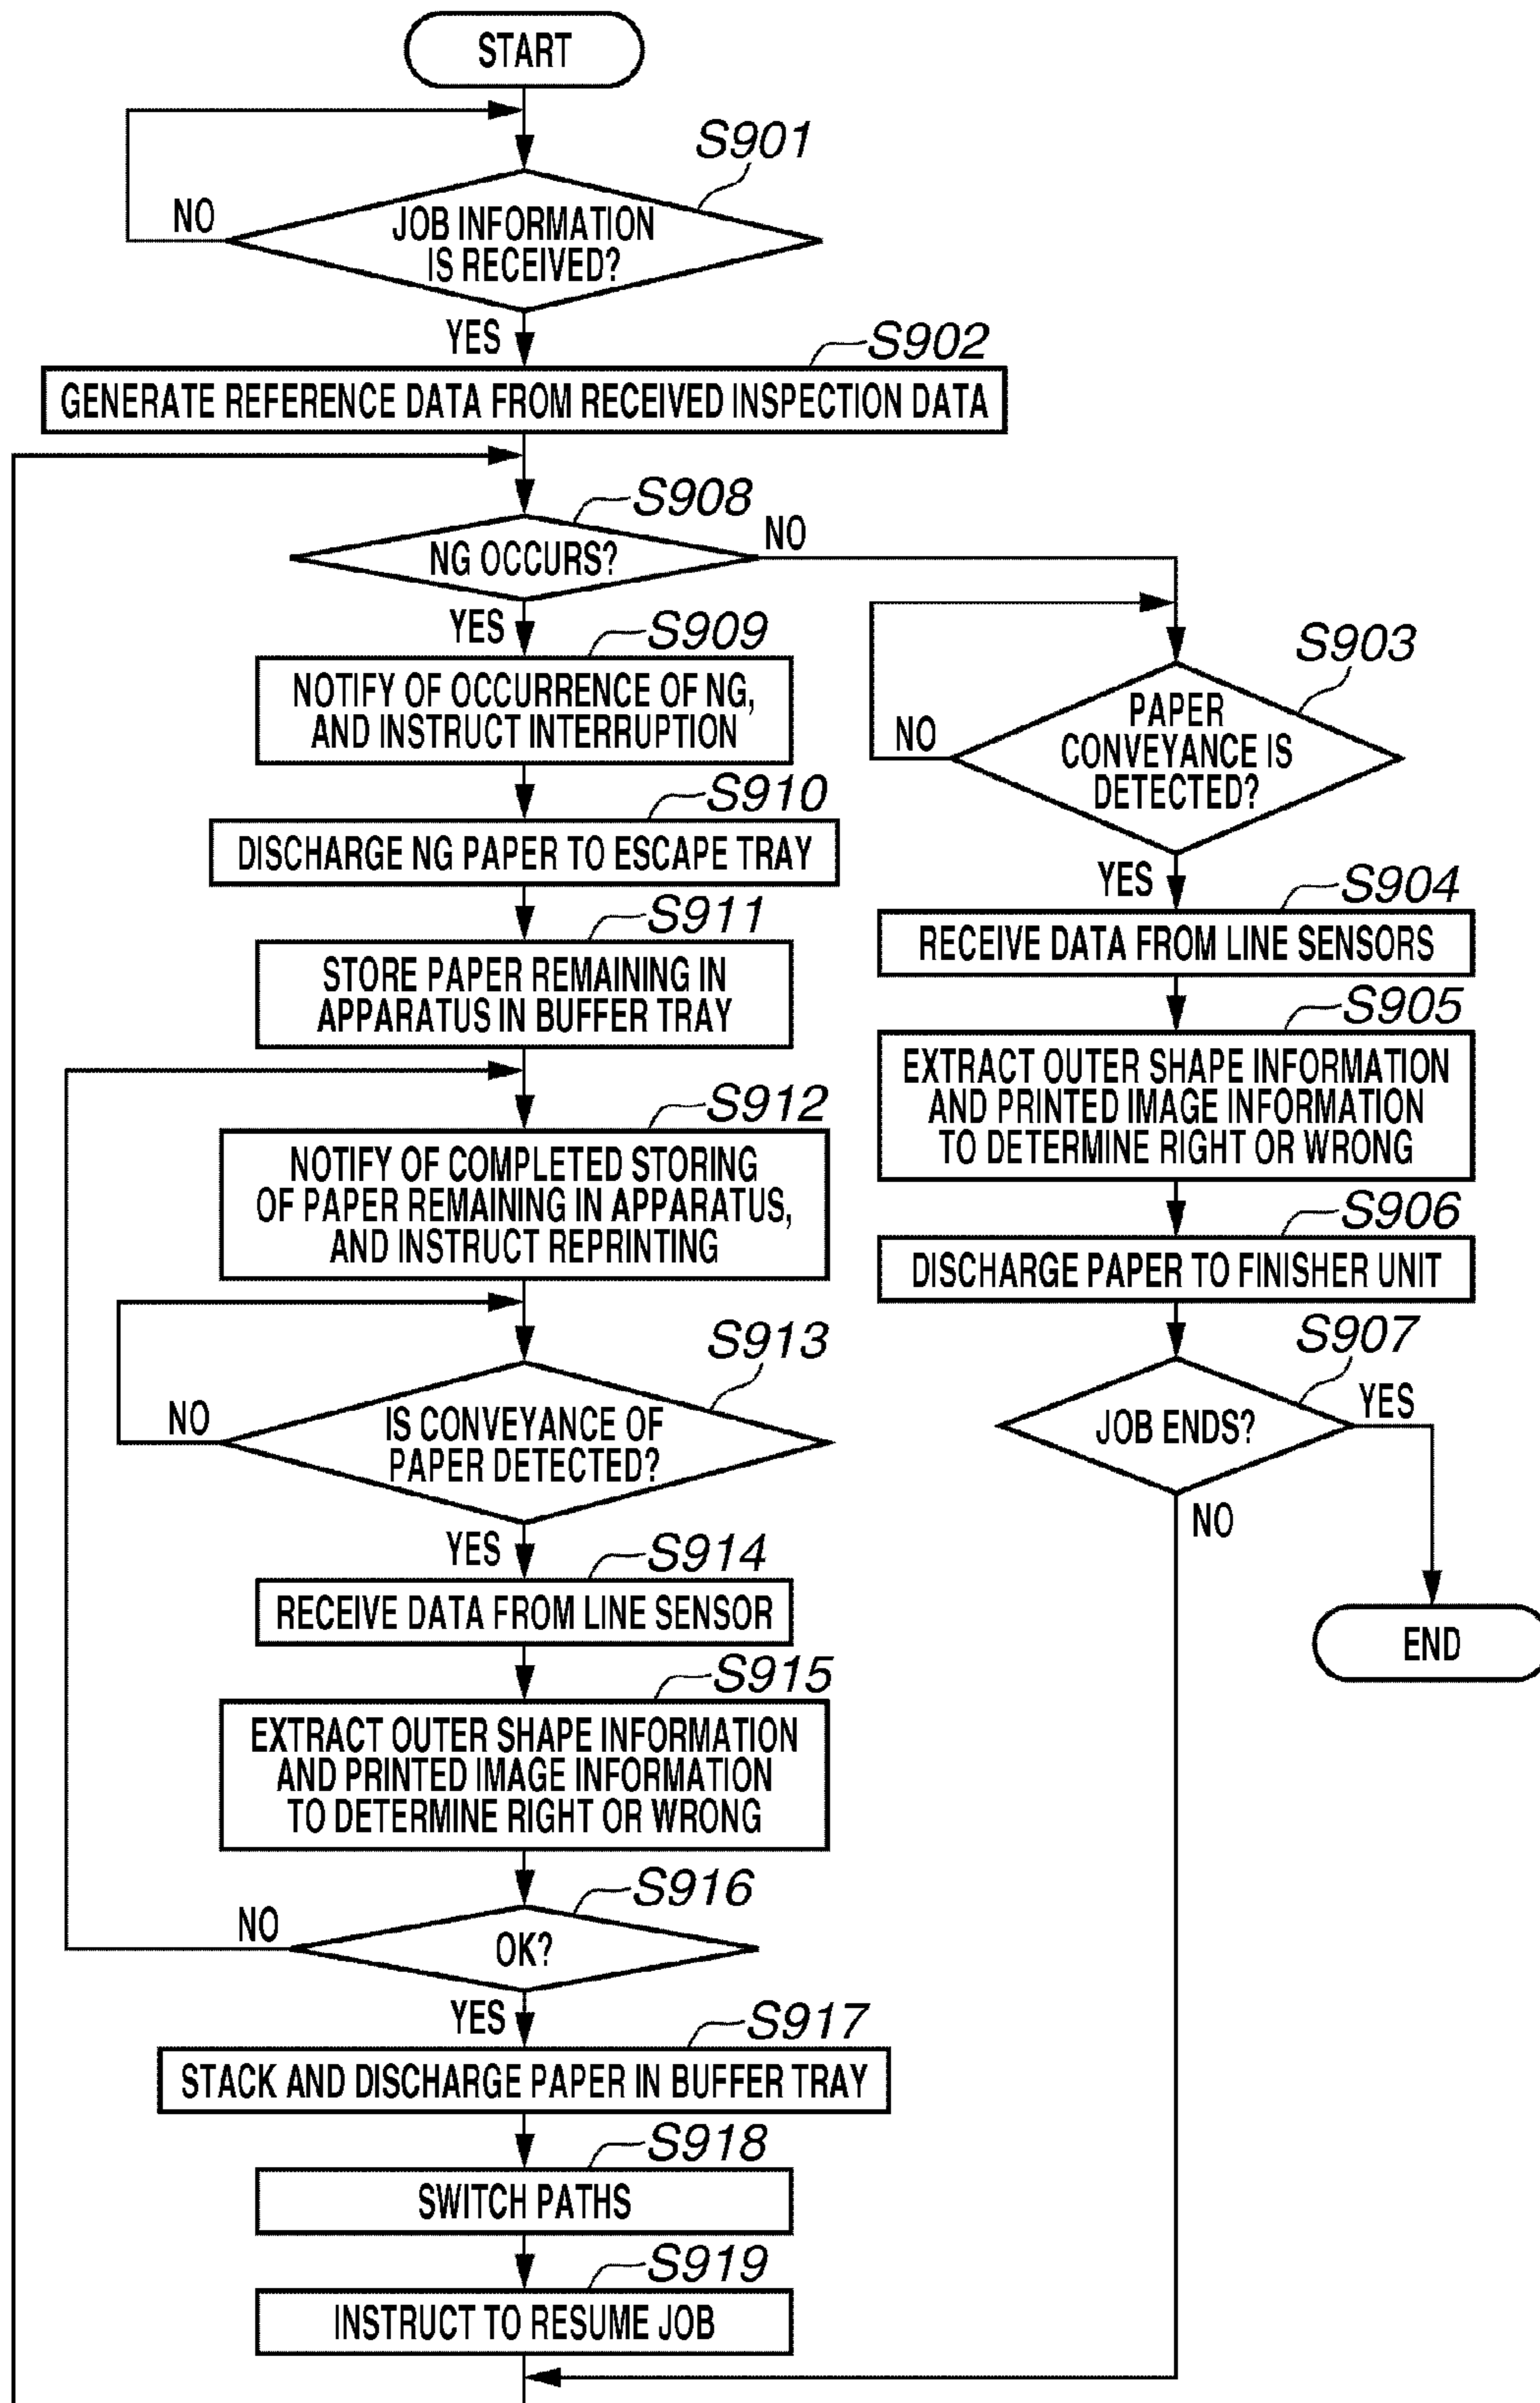 START
S901
NO
JOB INFORMATION
IS RECEIVED?
YES
S902
GENERATE REFERENCE DATA FROM RECEIVED INSPECTION DATA
S908
NO
NG OCCURS?
YES
S909
NOTIFY OF OCCURRENCE OF NG,
AND INSTRUCT INTERRUPTION
S910
DISCHARGE NG PAPER TO ESCAPE TRAY
S911
STORE PAPER REMAINING IN
APPARATUS IN BUFFER TRAY
S912
NOTIFY OF COMPLETED STORING
OF PAPER REMAINING IN APPARATUS,
AND INSTRUCT REPRINTING
S913
NO
IS CONVEYANCE OF
PAPER DETECTED?
YES
S914
RECEIVE DATA FROM LINE SENSOR
S915
EXTRACT OUTER SHAPE INFORMATION
AND PRINTED IMAGE INFORMATION
TO DETERMINE RIGHT OR WRONG
S916
NO
OK?
YES
S917
STACK AND DISCHARGE PAPER IN BUFFER TRAY
S918
SWITCH PATHS
S919
INSTRUCT TO RESUME JOB
S903
NO
PAPER
CONVEYANCE IS
DETECTED?
YES
S904
RECEIVE DATA FROM LINE SENSORS
S905
EXTRACT OUTER SHAPE INFORMATION
AND PRINTED IMAGE INFORMATION
TO DETERMINE RIGHT OR WRONG
S906
DISCHARGE PAPER TO FINISHER UNIT
S907
YES
JOB ENDS?
NO
END